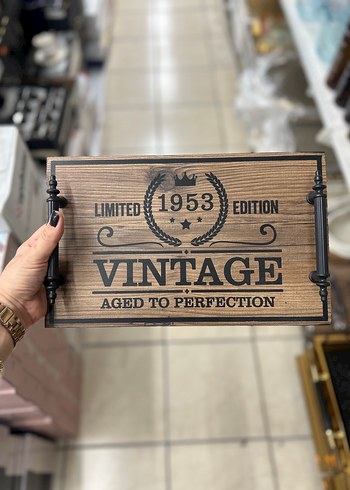 1953
LIMITED EDITION
VINTAGE
AGED TO PERFECTION